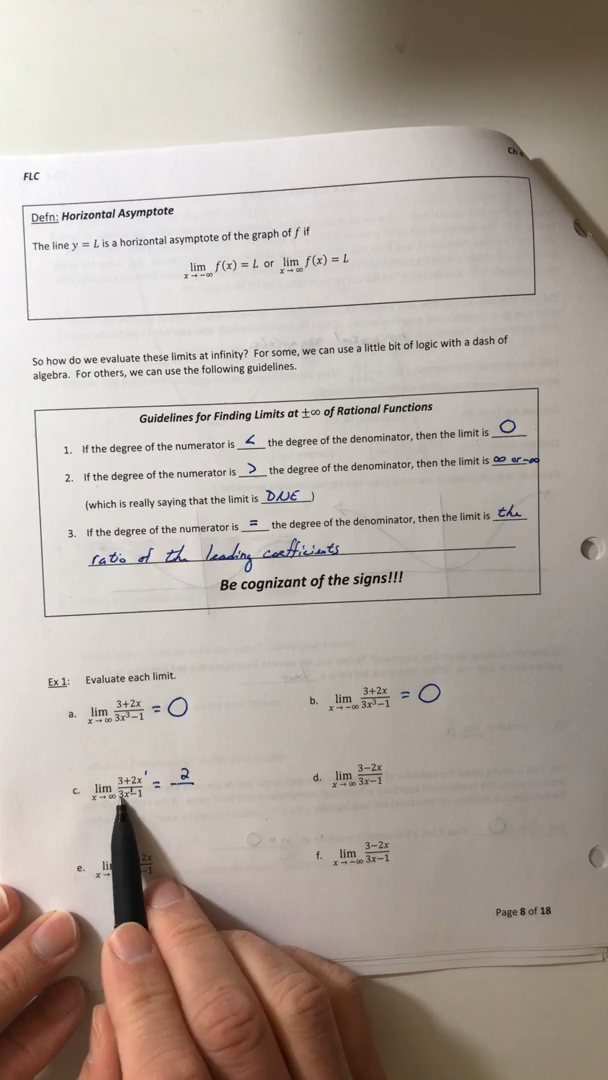 FLC
Ch
Defn: Horizontal Asymptote
The line y = L is a horizontal asymptote of the graph of f if
lim x→−∞ f(x) = L or lim x→∞ f(x) = L
So how do we evaluate these limits at infinity? For some, we can use a little bit of logic with a dash of
algebra. For others, we can use the following guidelines.
Guidelines for Finding Limits at ±∞ of Rational Functions
1. If the degree of the numerator is < the degree of the denominator, then the limit is 0
2. If the degree of the numerator is > the degree of the denominator, then the limit is ∞ or -∞
(which is really saying that the limit is DNE )
3. If the degree of the numerator is = the degree of the denominator, then the limit is the
ratio of the leading coefficients
Be cognizant of the signs!!!
Ex 1: Evaluate each limit.
a. lim x→∞ (3+2x)/(3x³−1) = 0
b. lim x→−∞ (3+2x)/(3x³−1) = 0
c. lim x→∞ (3+2x¹)/(3x¹−1) = 2
d. lim x→∞ (3−2x)/(3x−1)
e. li x→ 2x −1
f. lim x→−∞ (3−2x)/(3x−1)
Page 8 of 18